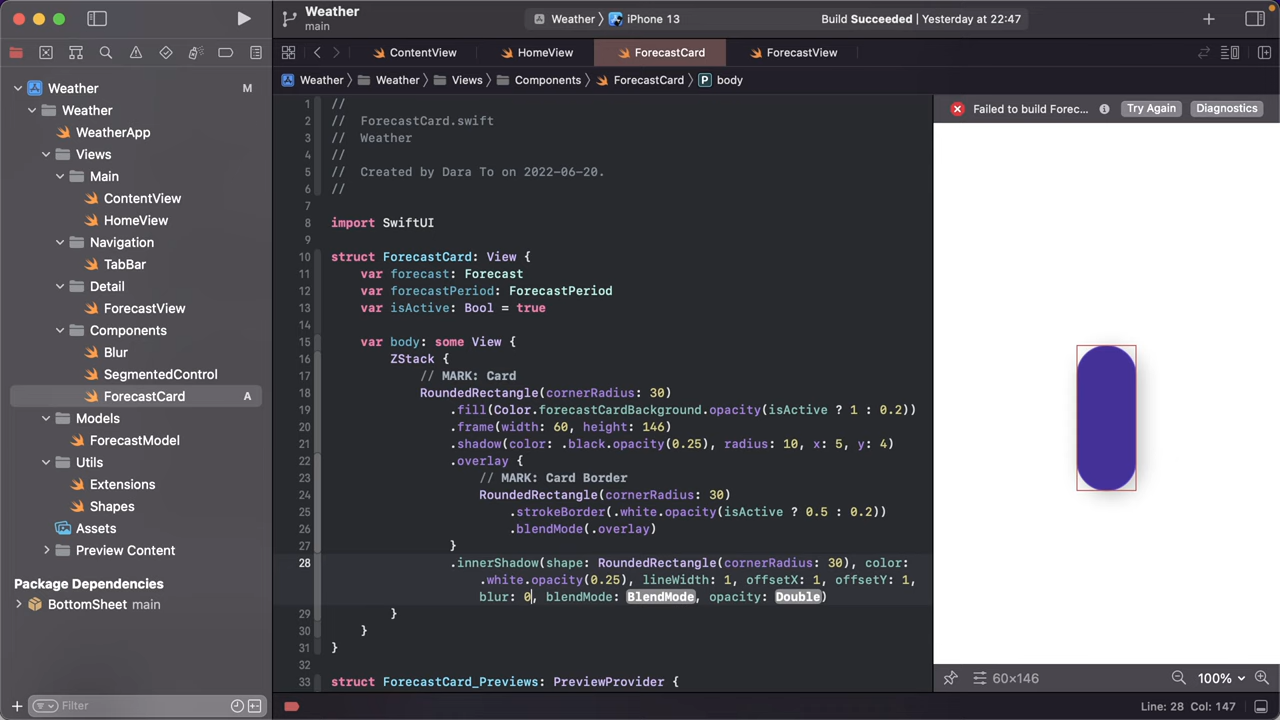 Weather
main
Weather 〉 iPhone 13
Build Succeeded | Yesterday at 22:47
ContentView
HomeView
ForecastCard
ForecastView
Weather 〉 Weather 〉 Views 〉 Components 〉 ForecastCard 〉 P body
Weather M
Weather
WeatherApp
Views
Main
ContentView
HomeView
Navigation
TabBar
Detail
ForecastView
Components
Blur
SegmentedControl
ForecastCard A
Models
ForecastModel
Utils
Extensions
Shapes
Assets
Preview Content
Package Dependencies
BottomSheet main
Filter
1 //
2 // ForecastCard.swift
3 // Weather
4 //
5 // Created by Dara To on 2022-06-20.
6 //
7
8 import SwiftUI
9
10 struct ForecastCard: View {
11 var forecast: Forecast
12 var forecastPeriod: ForecastPeriod
13 var isActive: Bool = true
14
15 var body: some View {
16 ZStack {
17 // MARK: Card
18 RoundedRectangle(cornerRadius: 30)
19 .fill(Color.forecastCardBackground.opacity(isActive ? 1 : 0.2))
20 .frame(width: 60, height: 146)
21 .shadow(color: .black.opacity(0.25), radius: 10, x: 5, y: 4)
22 .overlay {
23 // MARK: Card Border
24 RoundedRectangle(cornerRadius: 30)
25 .strokeBorder(.white.opacity(isActive ? 0.5 : 0.2))
26 .blendMode(.overlay)
27 }
28 .innerShadow(shape: RoundedRectangle(cornerRadius: 30), color:
.white.opacity(0.25), lineWidth: 1, offsetX: 1, offsetY: 1,
blur: 0, blendMode: BlendMode, opacity: Double)
29 }
30 }
31 }
32
33 struct ForecastCard_Previews: PreviewProvider {
Failed to build Forec...
Try Again
Diagnostics
60×146
100%
Line: 28 Col: 147